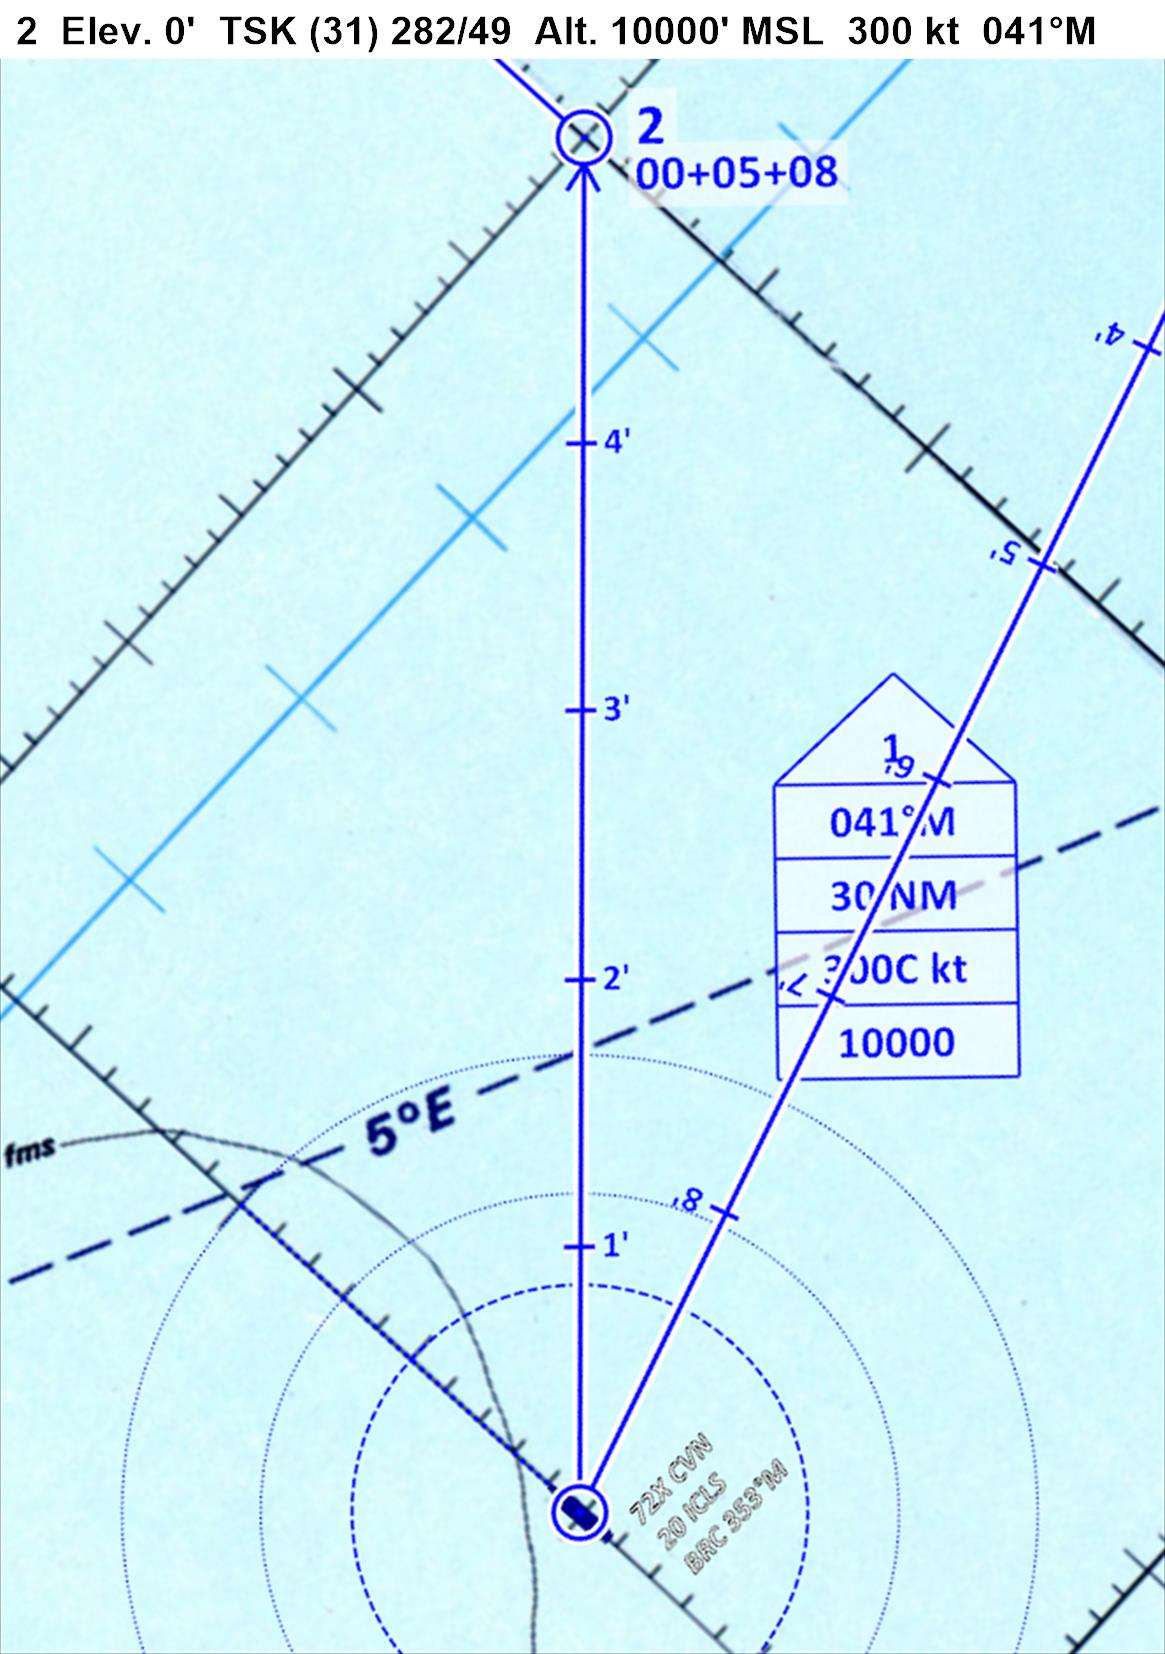 2 Elev. 0' TSK (31) 282/49 Alt. 10000' MSL 300 kt 041°M
2
00+05+08
4'
4'
5'
3'
1
6'
041°M
30 NM
2'
300C kt
7'
10000
5°E
fms
8'
1'
72X CVN
20 ICLS
BRC 353°M